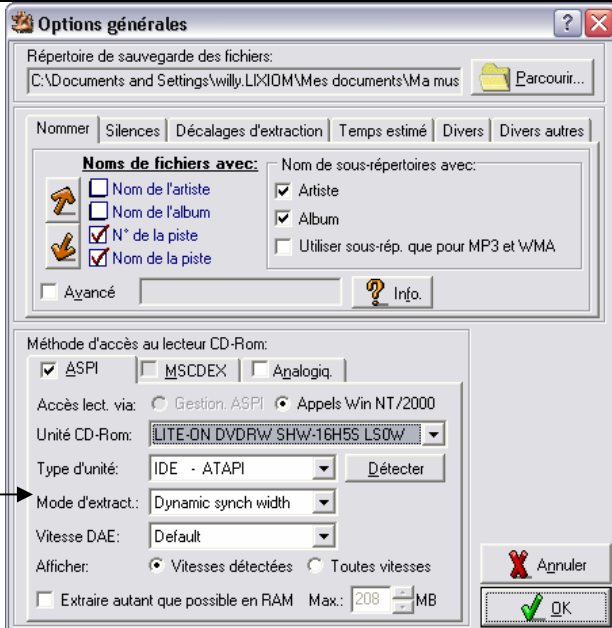 Options générales
Répertoire de sauvegarde des fichiers:
C:\Documents and Settings\willy.LIXIOM\Mes documents\Ma mus
Parcourir...
Nommer Silences Décalages d'extraction Temps estimé Divers Divers autres
Noms de fichiers avec: Nom de sous-répertoires avec:
Nom de l'artiste Artiste
Nom de l'album Album
N° de la piste Utiliser sous-rép. que pour MP3 et WMA
Nom de la piste
Avancé Info.
Méthode d'accès au lecteur CD-Rom:
ASPI MSCDEX Analogiq.
Accès lect. via: Gestion. ASPI Appels Win NT/2000
Unité CD-Rom: LITE-ON DVDRW SHW-16H5S LS0W
Type d'unité: IDE - ATAPI Détecter
Mode d'extract.: Dynamic synch width
Vitesse DAE: Default
Afficher: Vitesses détectées Toutes vitesses
Extraire autant que possible en RAM Max.: 208 MB
Annuler
OK